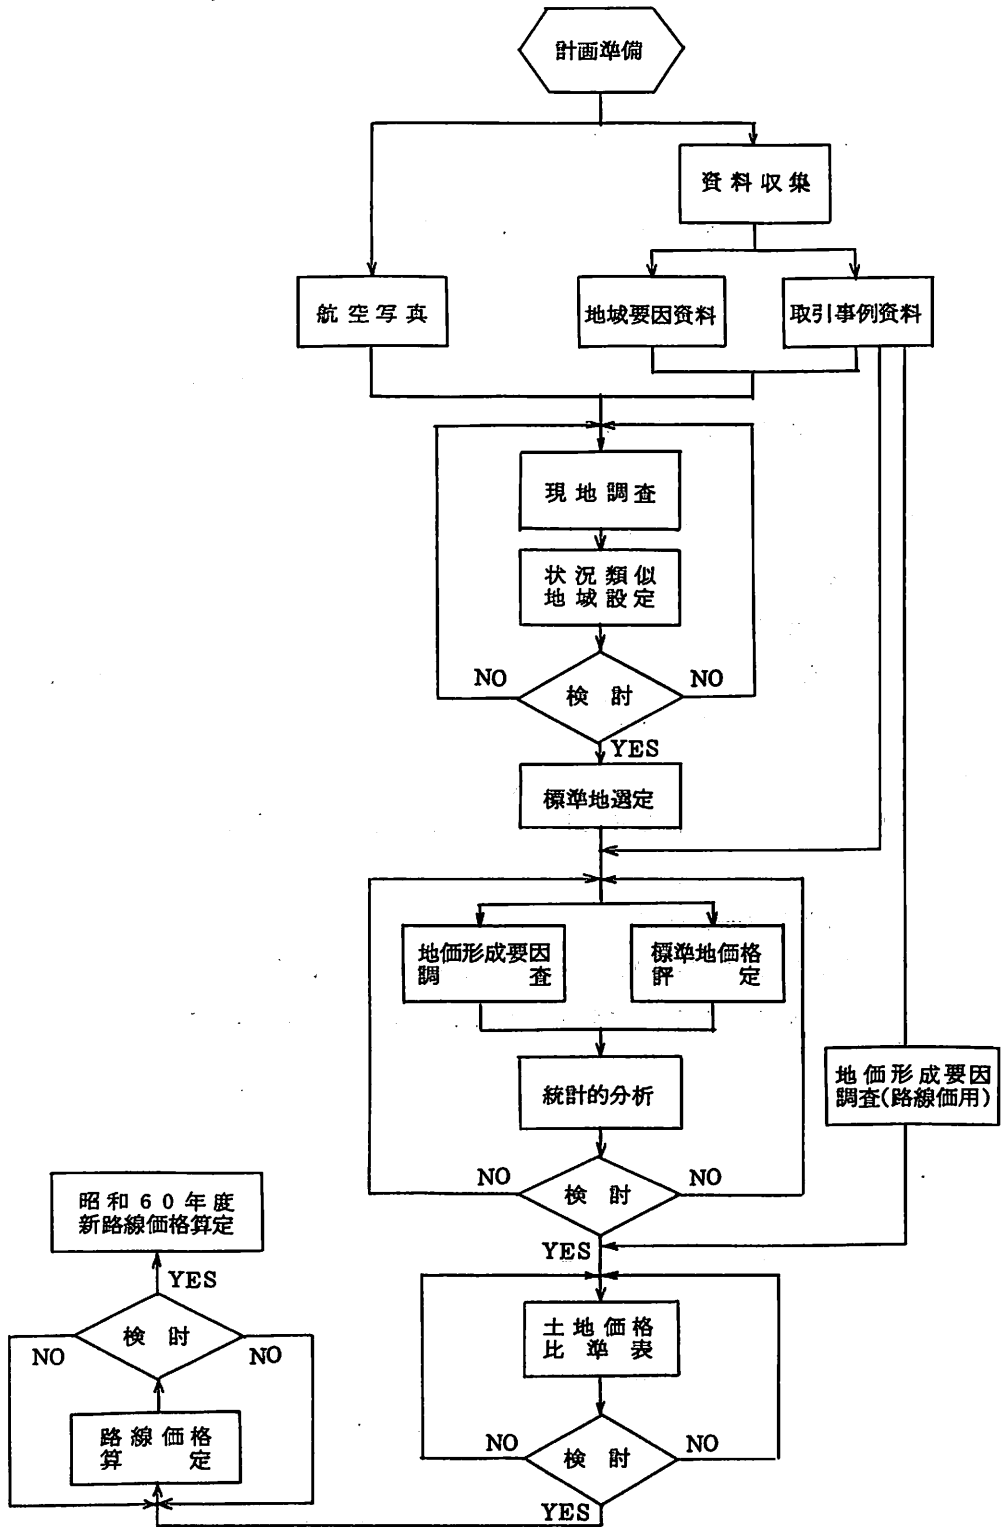 計画準備
資料収集
航空写真
地域要因資料
取引事例資料
現地調査
状況類似
地域設定
NO
検討
NO
YES
標準地選定
地価形成要因
調査
標準地価格
評定
統計的分析
地価形成要因
調査(路線価用)
NO
検討
NO
YES
土地価格
比準表
NO
検討
NO
YES
昭和60年度
新路線価格算定
YES
NO
検討
NO
路線価格
算定